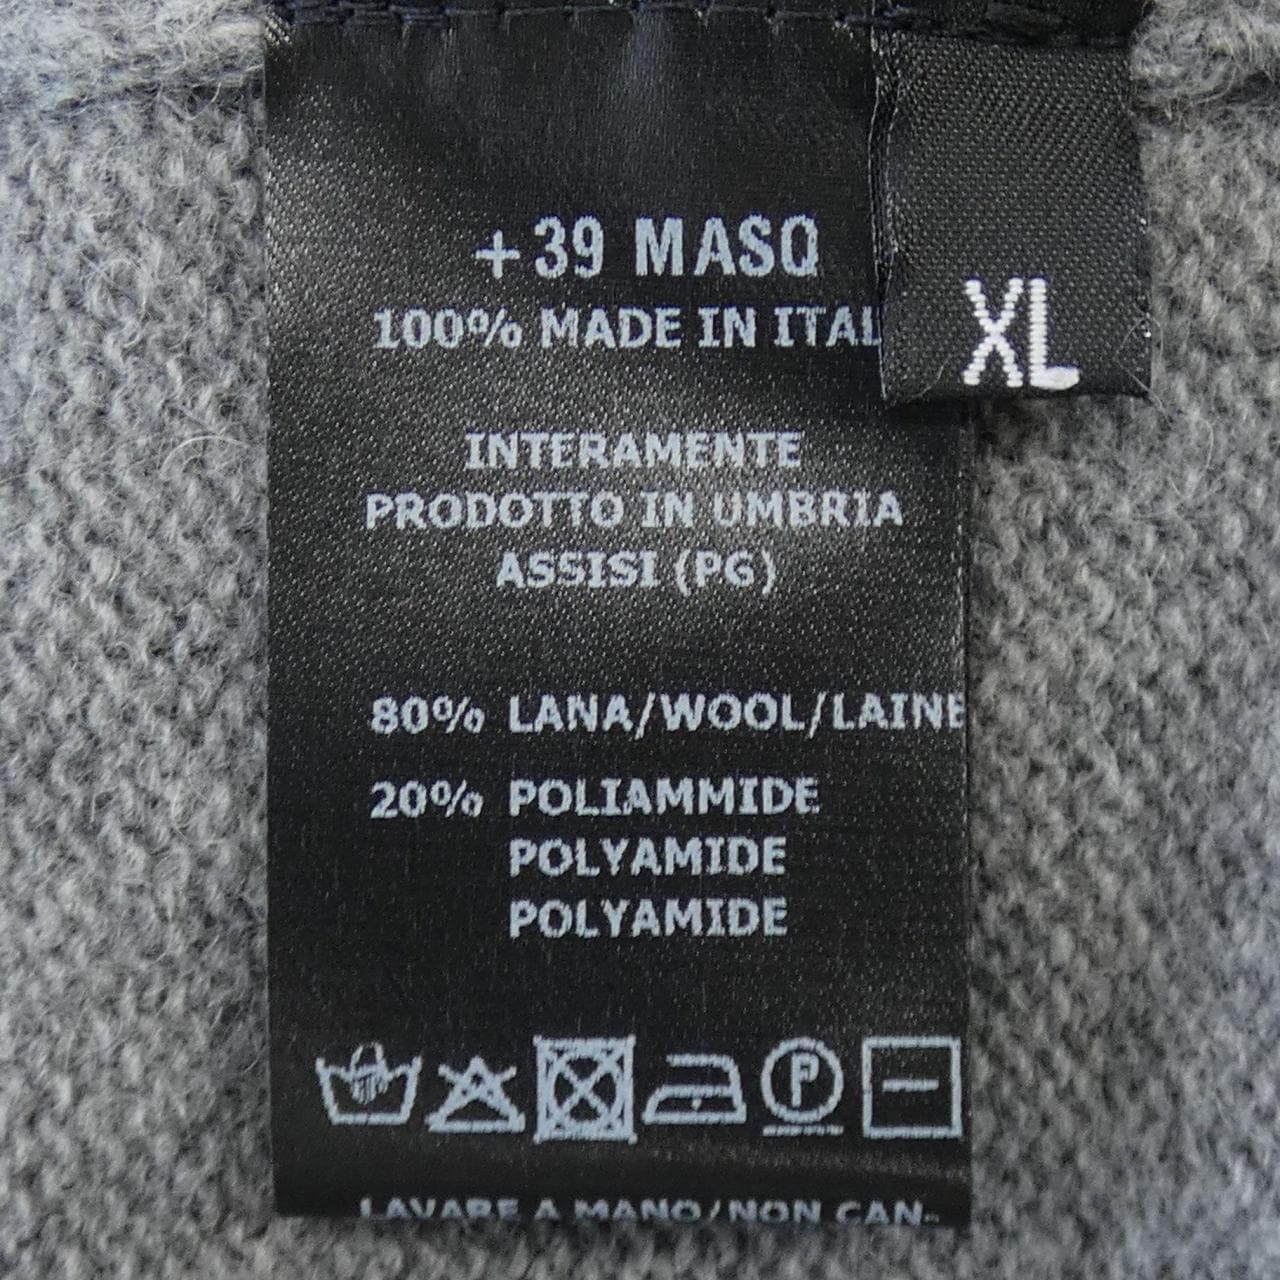 +39 MASQ
100% MADE IN ITAL
XL
INTERAMENTE
PRODOTTO IN UMBRIA
ASSISI (PG)
80% LANA/WOOL/LAINE
20% POLIAMMIDE
POLYAMIDE
POLYAMIDE
P
LAVARE A MANO/NON CAN-